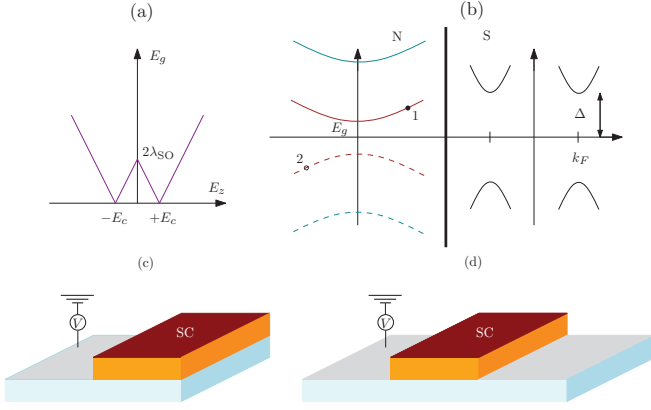 (a)
E_g
2λ_SO
E_z
−E_c
+E_c
(b)
N
S
E_g
1
2
Δ
k_F
(c)
V
SC
(d)
V
SC